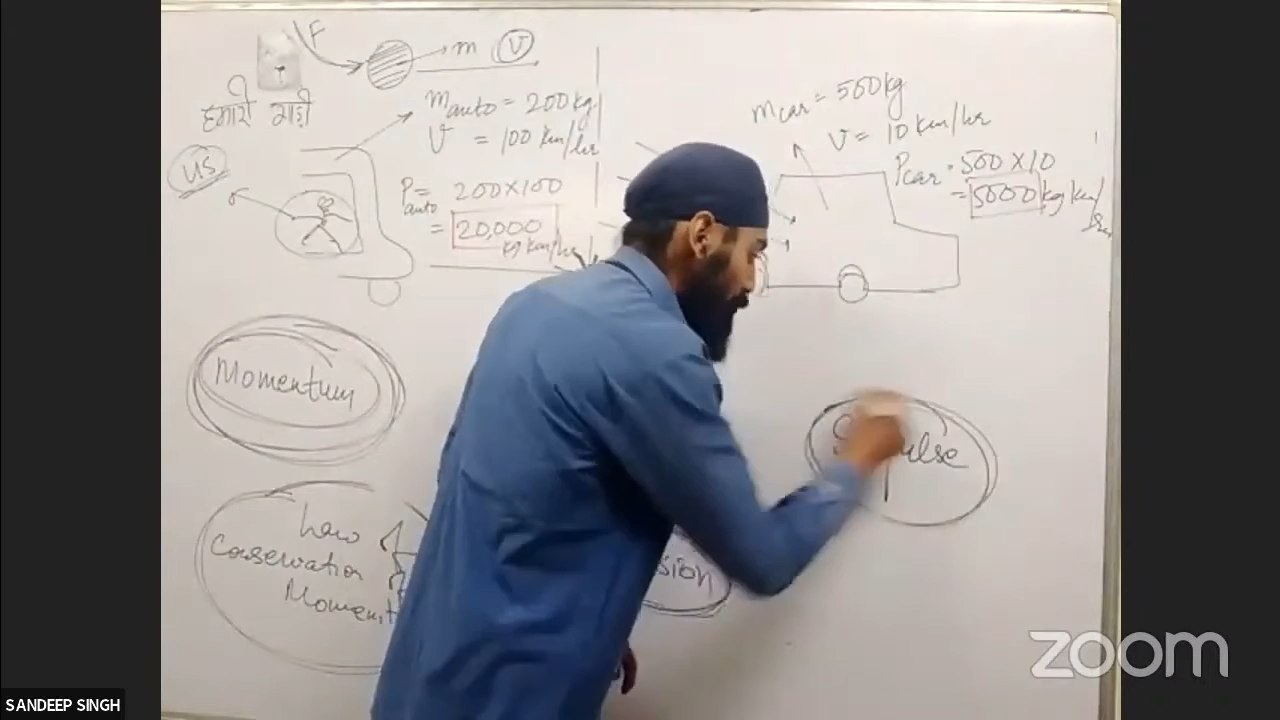 F
m V
हमारी गाड़ी
US
m auto = 200 kg
V = 100 km/hr
P auto = 200 X 100
= 20,000
kg km/hr
m car = 500 kg
V = 10 km/hr
P car = 500 X 10
= 5000 kg km/
hr
Momentum
Law
Conservation
Moment
sion
ulse
zoom
SANDEEP SINGH